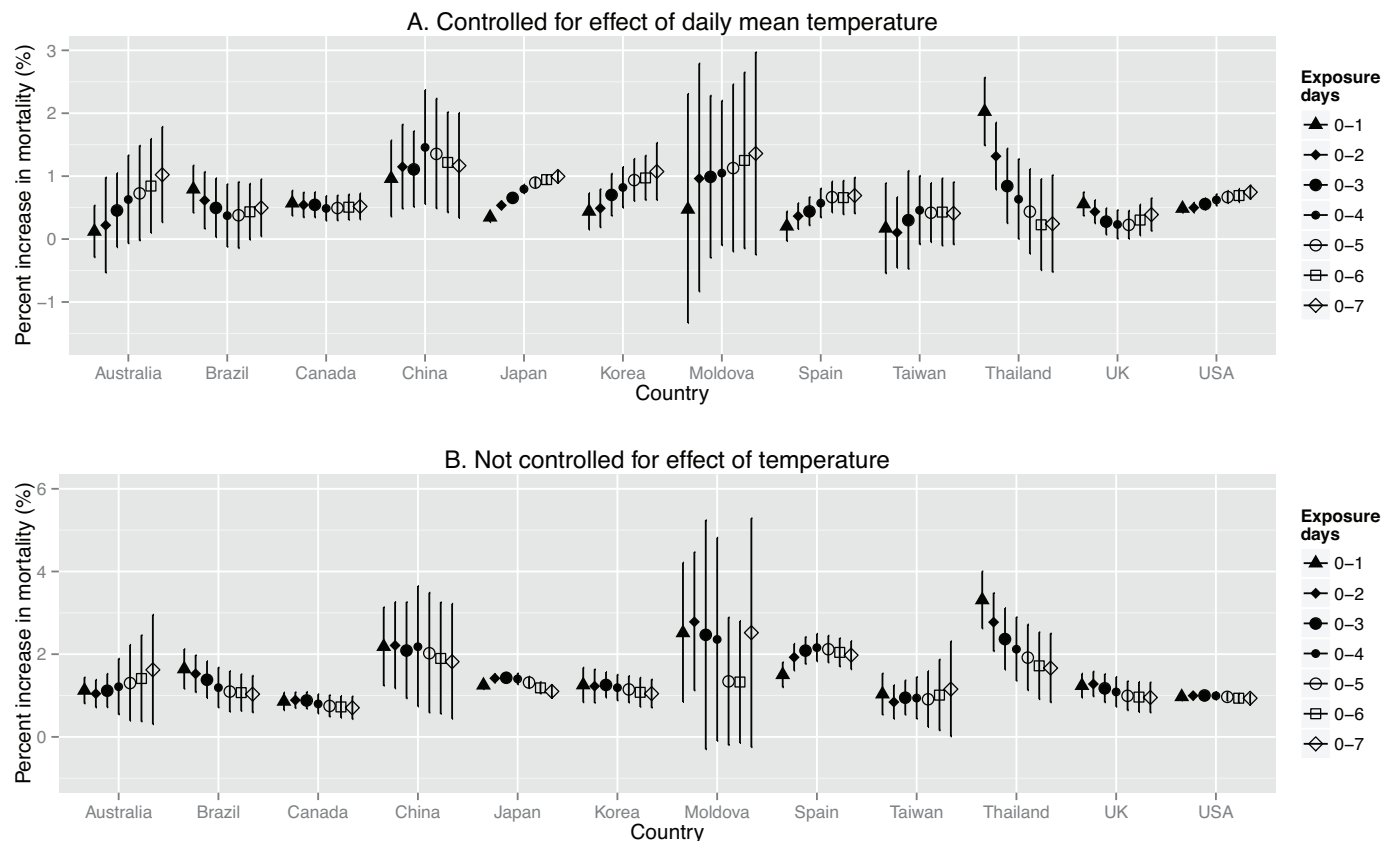 A. Controlled for effect of daily mean temperature
Percent increase in mortality (%)
3
2
1
0
−1
Australia Brazil Canada China Japan Korea Moldova Spain Taiwan Thailand UK USA
Country
Exposure
days
0−1
0−2
0−3
0−4
0−5
0−6
0−7
B. Not controlled for effect of temperature
Percent increase in mortality (%)
6
4
2
0
Australia Brazil Canada China Japan Korea Moldova Spain Taiwan Thailand UK USA
Country
Exposure
days
0−1
0−2
0−3
0−4
0−5
0−6
0−7